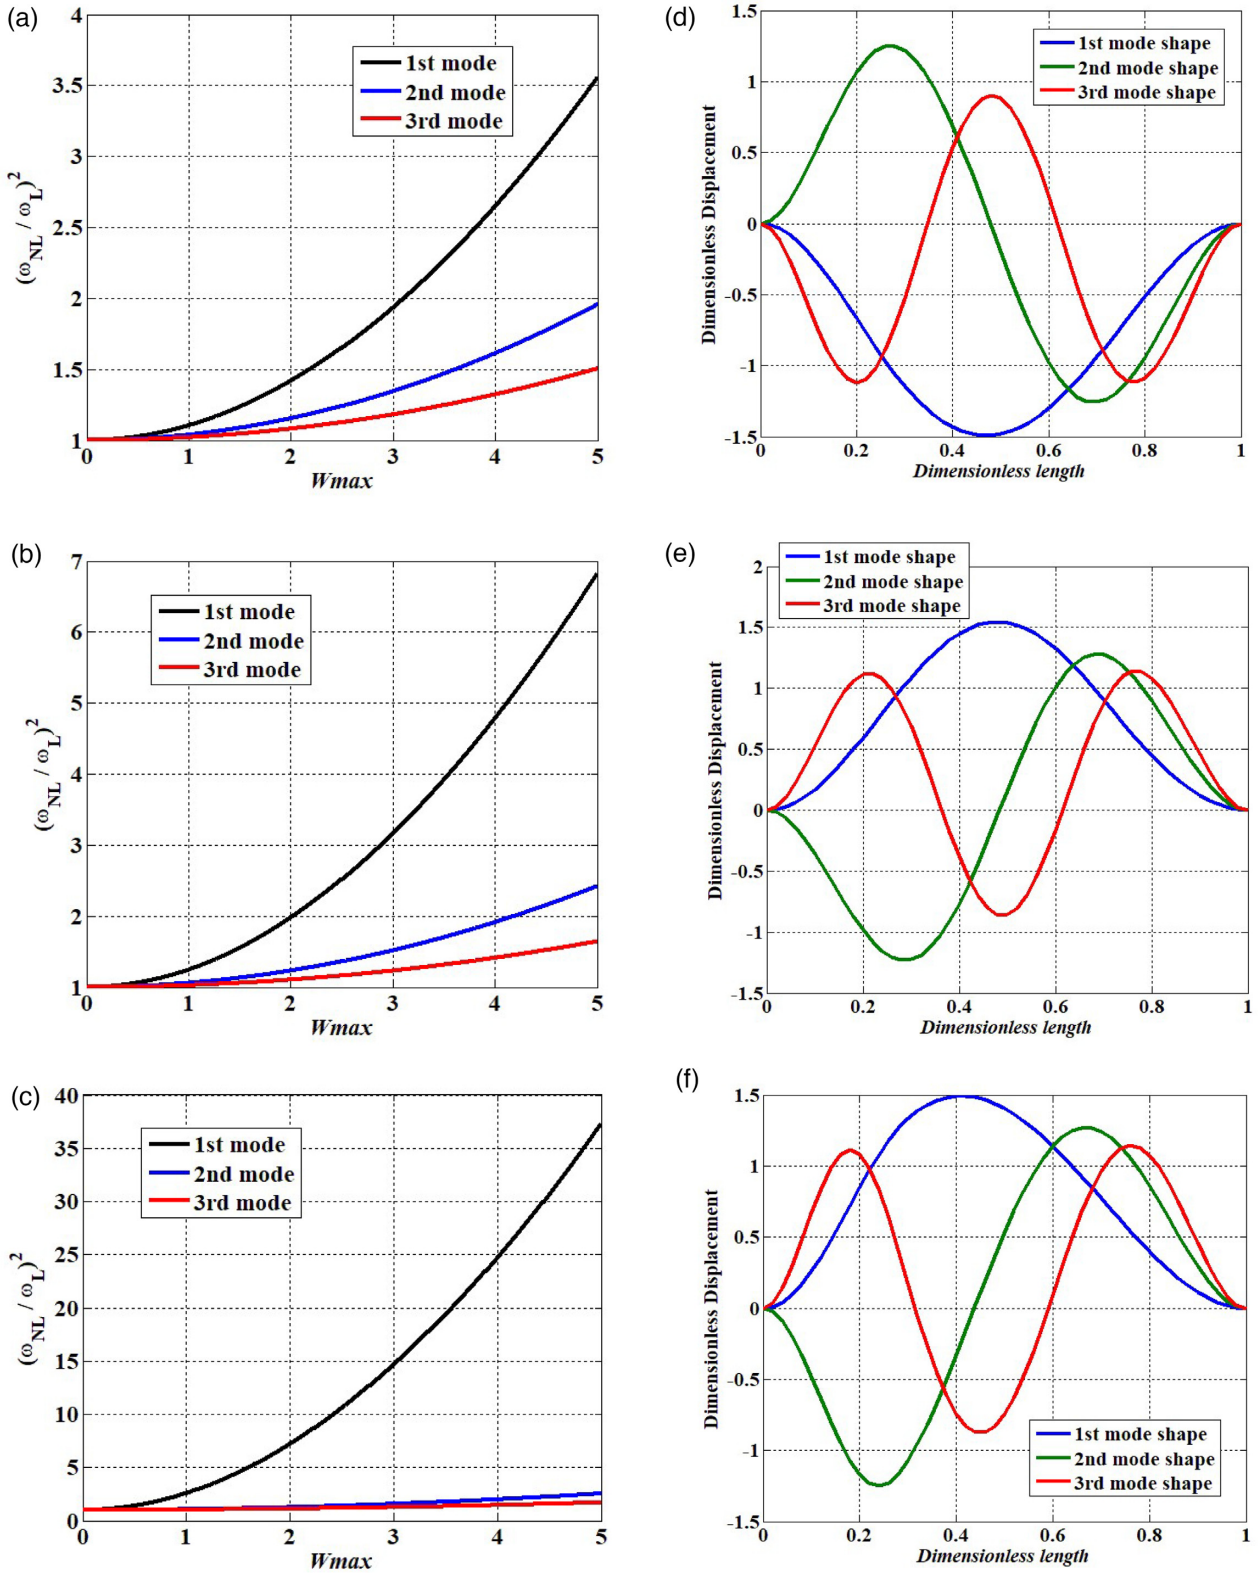 (a)
4
3.5
3
2.5
2
1.5
1
(ω_NL / ω_L)^2
1st mode
2nd mode
3rd mode
0 1 2 3 4 5
Wmax
(d)
1.5
1
0.5
0
-0.5
-1
-1.5
Dimensionless Displacement
1st mode shape
2nd mode shape
3rd mode shape
0 0.2 0.4 0.6 0.8 1
Dimensionless length
(b)
7
6
5
4
3
2
1
(ω_NL / ω_L)^2
1st mode
2nd mode
3rd mode
0 1 2 3 4 5
Wmax
(e)
1st mode shape
2nd mode shape
3rd mode shape
2
1.5
1
0.5
0
-0.5
-1
-1.5
Dimensionless Displacement
0 0.2 0.4 0.6 0.8 1
Dimensionless length
(c)
40
35
30
25
20
15
10
5
0
(ω_NL / ω_L)^2
1st mode
2nd mode
3rd mode
0 1 2 3 4 5
Wmax
(f)
1.5
1
0.5
0
-0.5
-1
-1.5
Dimensionless Displacement
1st mode shape
2nd mode shape
3rd mode shape
0 0.2 0.4 0.6 0.8 1
Dimensionless length